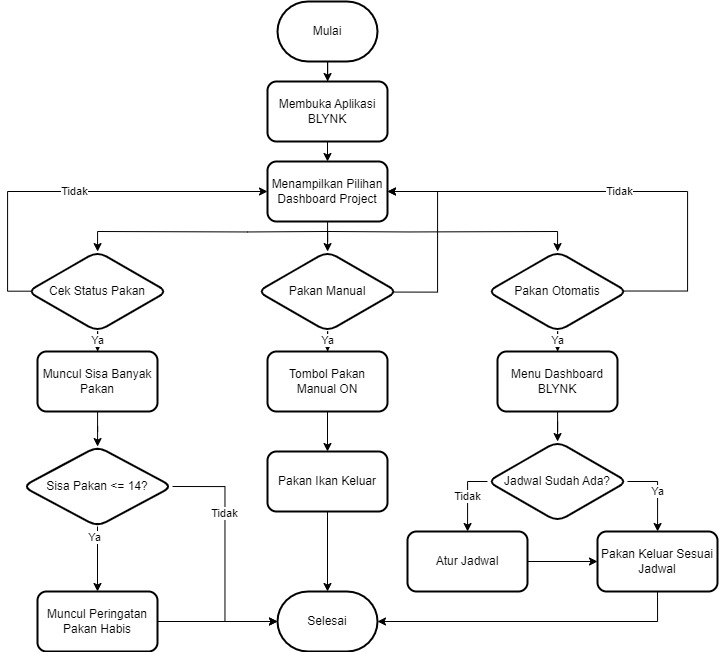 Mulai
Membuka Aplikasi
BLYNK
Menampilkan Pilihan
Dashboard Project
Tidak
Tidak
Cek Status Pakan
Pakan Manual
Pakan Otomatis
Ya
Ya
Ya
Muncul Sisa Banyak
Pakan
Tombol Pakan
Manual ON
Menu Dashboard
BLYNK
Sisa Pakan <= 14?
Pakan Ikan Keluar
Jadwal Sudah Ada?
Tidak
Ya
Tidak
Ya
Atur Jadwal
Pakan Keluar Sesuai
Jadwal
Muncul Peringatan
Pakan Habis
Selesai